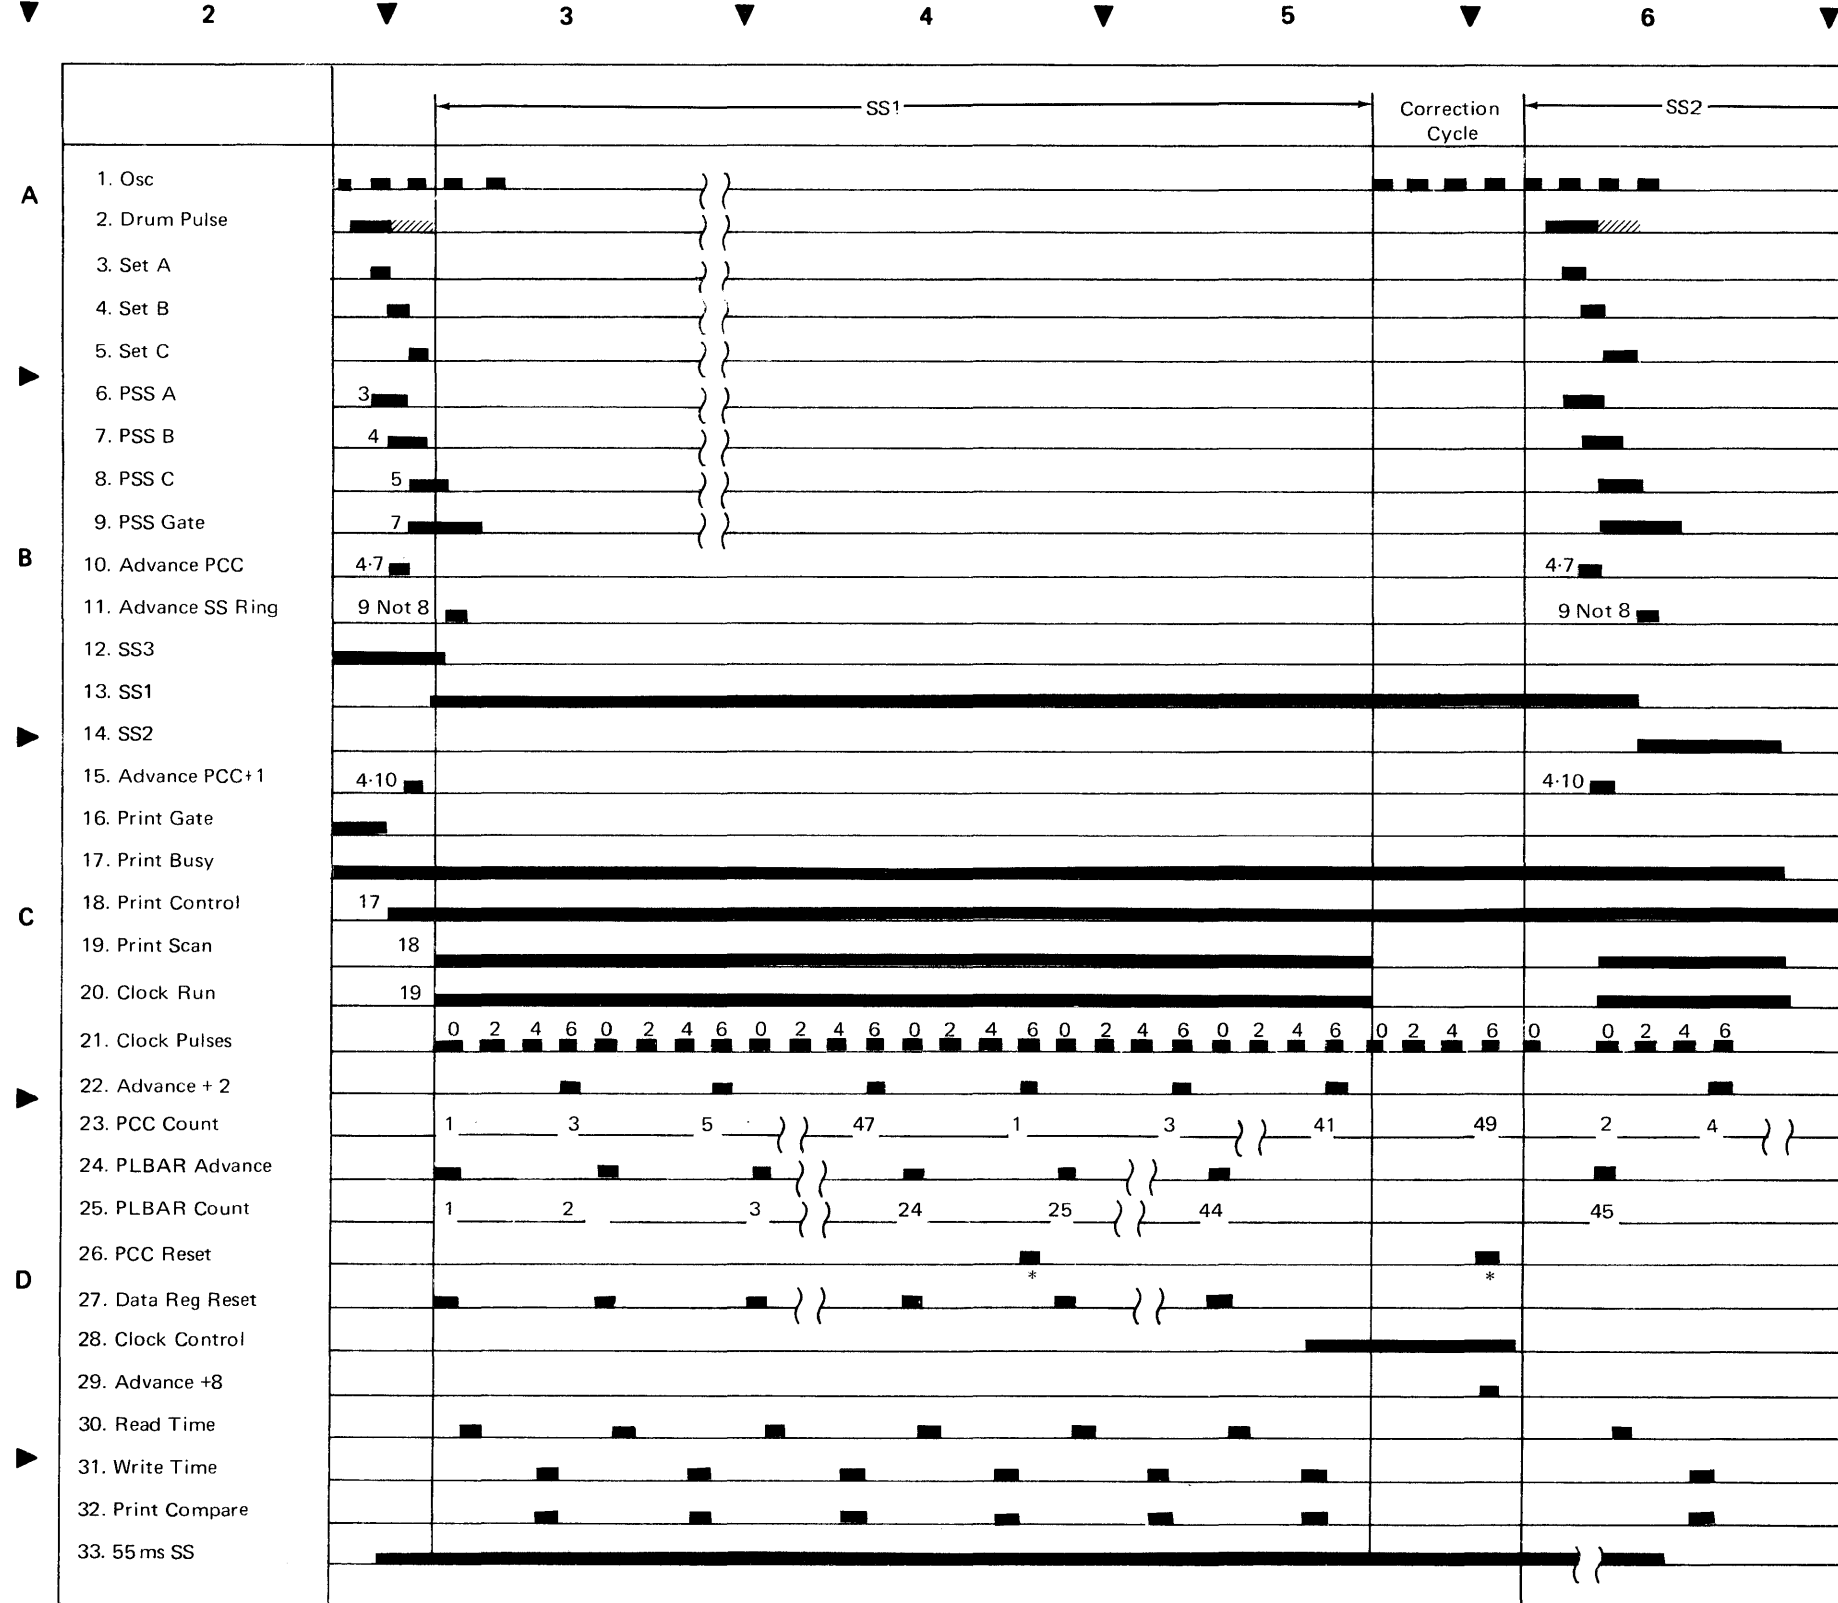 2 3 4 5 6
SS1 Correction Cycle SS2
A
1. Osc
2. Drum Pulse
3. Set A
4. Set B
5. Set C
6. PSS A 3
7. PSS B 4
8. PSS C 5
9. PSS Gate 7
B
10. Advance PCC 4·7 4·7
11. Advance SS Ring 9 Not 8 9 Not 8
12. SS3
13. SS1
14. SS2
15. Advance PCC+1 4·10 4·10
16. Print Gate
17. Print Busy
C
18. Print Control 17
19. Print Scan 18
20. Clock Run 19
0 2 4 6 0 2 4 6 0 2 4 6 0 2 4 6 0 2 4 6 0 2 4 6 0 2 4 6 0 0 2 4 6
21. Clock Pulses
22. Advance + 2
23. PCC Count 1 3 5 47 1 3 41 49 2 4
24. PLBAR Advance
25. PLBAR Count 1 2 3 24 25 44 45
26. PCC Reset
* *
D
27. Data Reg Reset
28. Clock Control
29. Advance +8
30. Read Time
31. Write Time
32. Print Compare
33. 55 ms SS